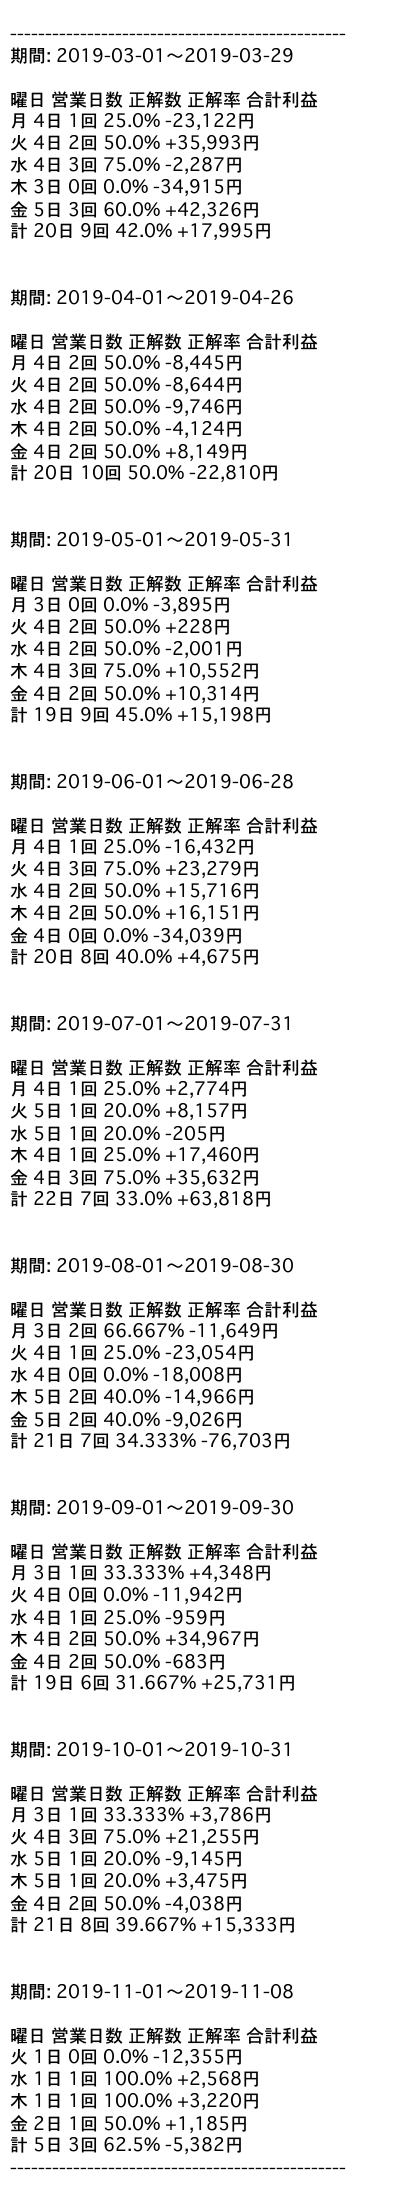 ------------------------------------------------
期間: 2019-03-01〜2019-03-29
曜日 営業日数 正解数 正解率 合計利益
月 4日 1回 25.0% -23,122円
火 4日 2回 50.0% +35,993円
水 4日 3回 75.0% -2,287円
木 3日 0回 0.0% -34,915円
金 5日 3回 60.0% +42,326円
計 20日 9回 42.0% +17,995円
期間: 2019-04-01〜2019-04-26
曜日 営業日数 正解数 正解率 合計利益
月 4日 2回 50.0% -8,445円
火 4日 2回 50.0% -8,644円
水 4日 2回 50.0% -9,746円
木 4日 2回 50.0% -4,124円
金 4日 2回 50.0% +8,149円
計 20日 10回 50.0% -22,810円
期間: 2019-05-01〜2019-05-31
曜日 営業日数 正解数 正解率 合計利益
月 3日 0回 0.0% -3,895円
火 4日 2回 50.0% +228円
水 4日 2回 50.0% -2,001円
木 4日 3回 75.0% +10,552円
金 4日 2回 50.0% +10,314円
計 19日 9回 45.0% +15,198円
期間: 2019-06-01〜2019-06-28
曜日 営業日数 正解数 正解率 合計利益
月 4日 1回 25.0% -16,432円
火 4日 3回 75.0% +23,279円
水 4日 2回 50.0% +15,716円
木 4日 2回 50.0% +16,151円
金 4日 0回 0.0% -34,039円
計 20日 8回 40.0% +4,675円
期間: 2019-07-01〜2019-07-31
曜日 営業日数 正解数 正解率 合計利益
月 4日 1回 25.0% +2,774円
火 5日 1回 20.0% +8,157円
水 5日 1回 20.0% -205円
木 4日 1回 25.0% +17,460円
金 4日 3回 75.0% +35,632円
計 22日 7回 33.0% +63,818円
期間: 2019-08-01〜2019-08-30
曜日 営業日数 正解数 正解率 合計利益
月 3日 2回 66.667% -11,649円
火 4日 1回 25.0% -23,054円
水 4日 0回 0.0% -18,008円
木 5日 2回 40.0% -14,966円
金 5日 2回 40.0% -9,026円
計 21日 7回 34.333% -76,703円
期間: 2019-09-01〜2019-09-30
曜日 営業日数 正解数 正解率 合計利益
月 3日 1回 33.333% +4,348円
火 4日 0回 0.0% -11,942円
水 4日 1回 25.0% -959円
木 4日 2回 50.0% +34,967円
金 4日 2回 50.0% -683円
計 19日 6回 31.667% +25,731円
期間: 2019-10-01〜2019-10-31
曜日 営業日数 正解数 正解率 合計利益
月 3日 1回 33.333% +3,786円
火 4日 3回 75.0% +21,255円
水 5日 1回 20.0% -9,145円
木 5日 1回 20.0% +3,475円
金 4日 2回 50.0% -4,038円
計 21日 8回 39.667% +15,333円
期間: 2019-11-01〜2019-11-08
曜日 営業日数 正解数 正解率 合計利益
火 1日 0回 0.0% -12,355円
水 1日 1回 100.0% +2,568円
木 1日 1回 100.0% +3,220円
金 2日 1回 50.0% +1,185円
計 5日 3回 62.5% -5,382円
------------------------------------------------